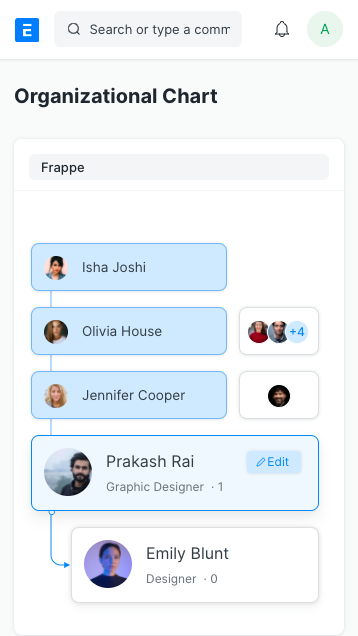 E
Search or type a comm
A
Organizational Chart
Frappe
Isha Joshi
Olivia House
+4
Jennifer Cooper
Prakash Rai
Edit
Graphic Designer · 1
Emily Blunt
Designer · 0